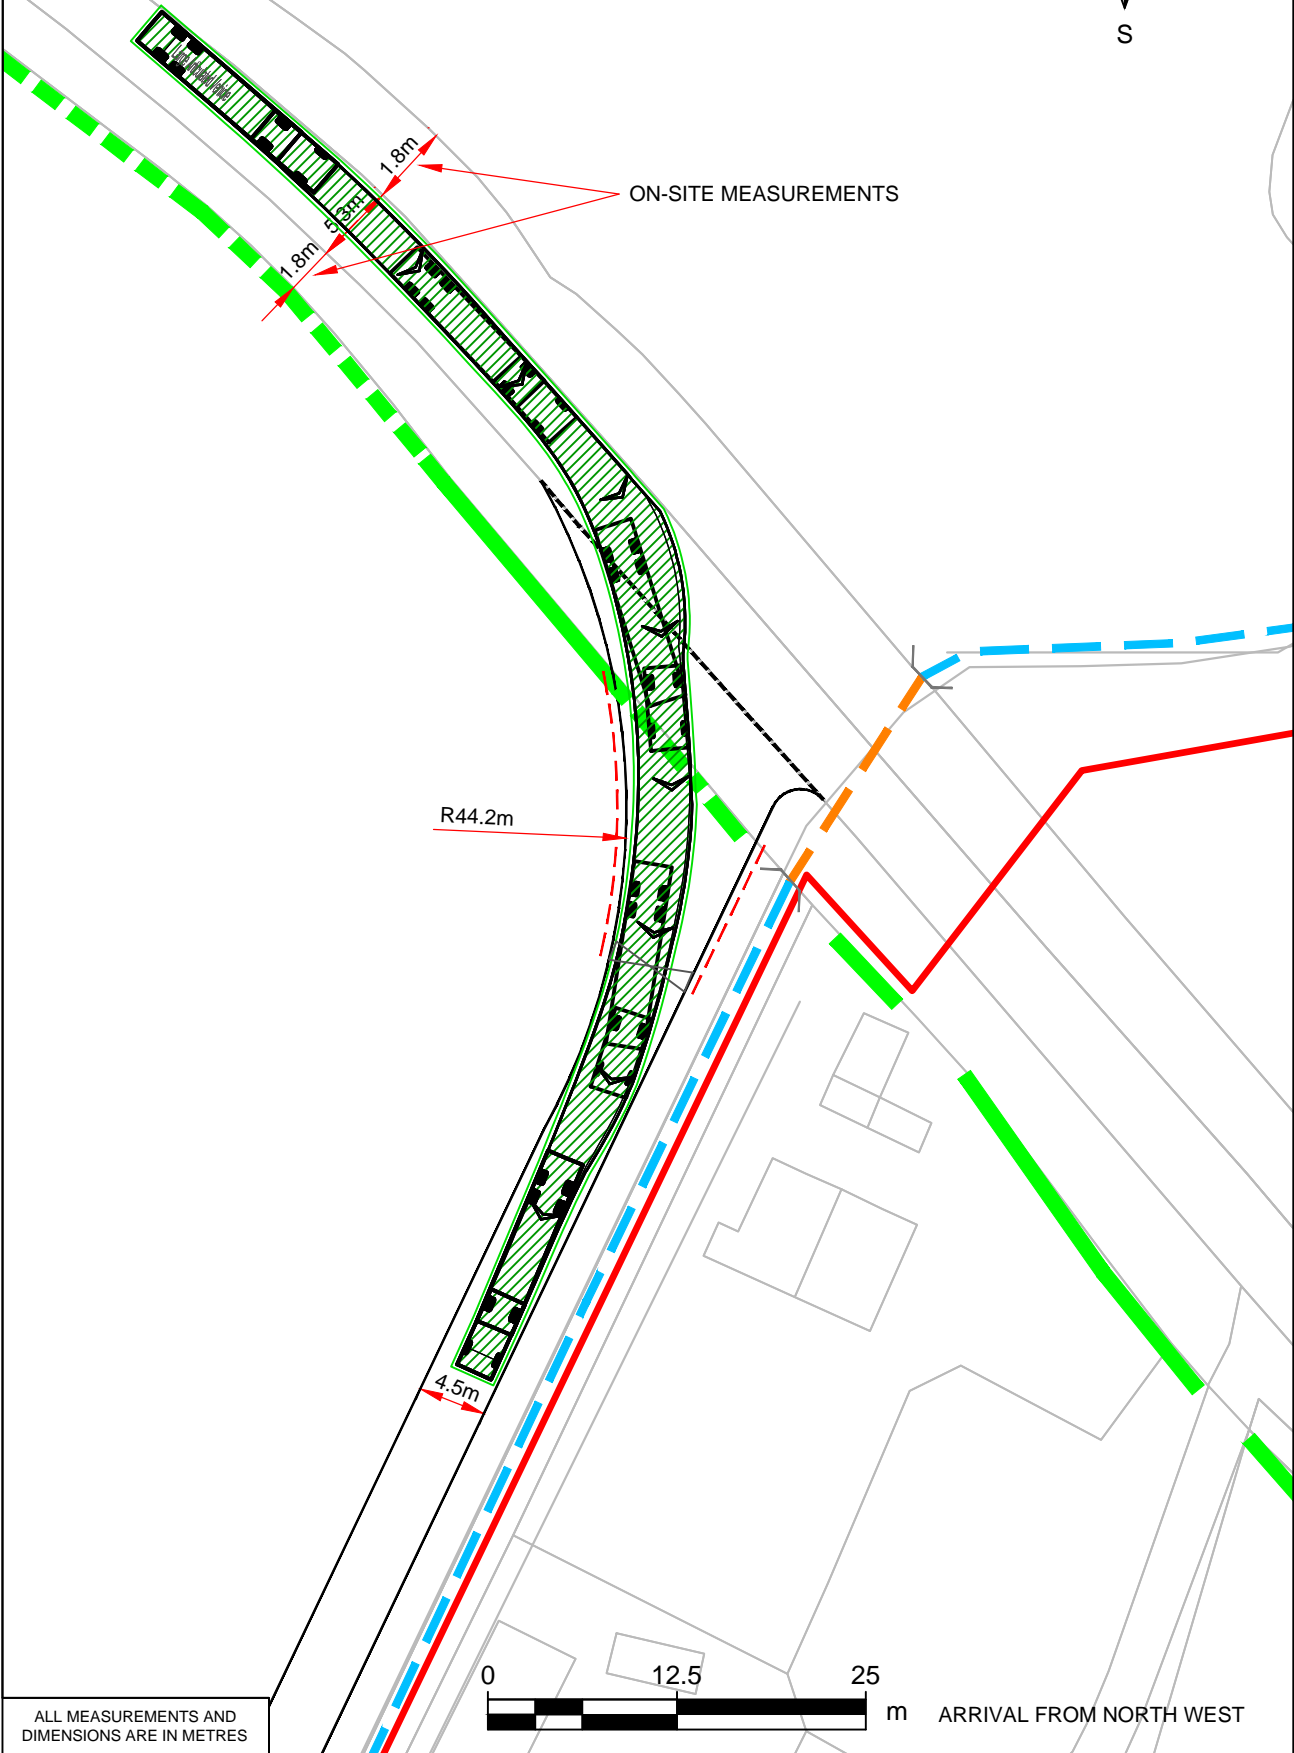 S
1.8m
ON-SITE MEASUREMENTS
5.3m
1.8m
R44.2m
4.5m
0 12.5 25
m
ARRIVAL FROM NORTH WEST
ALL MEASUREMENTS AND
DIMENSIONS ARE IN METRES